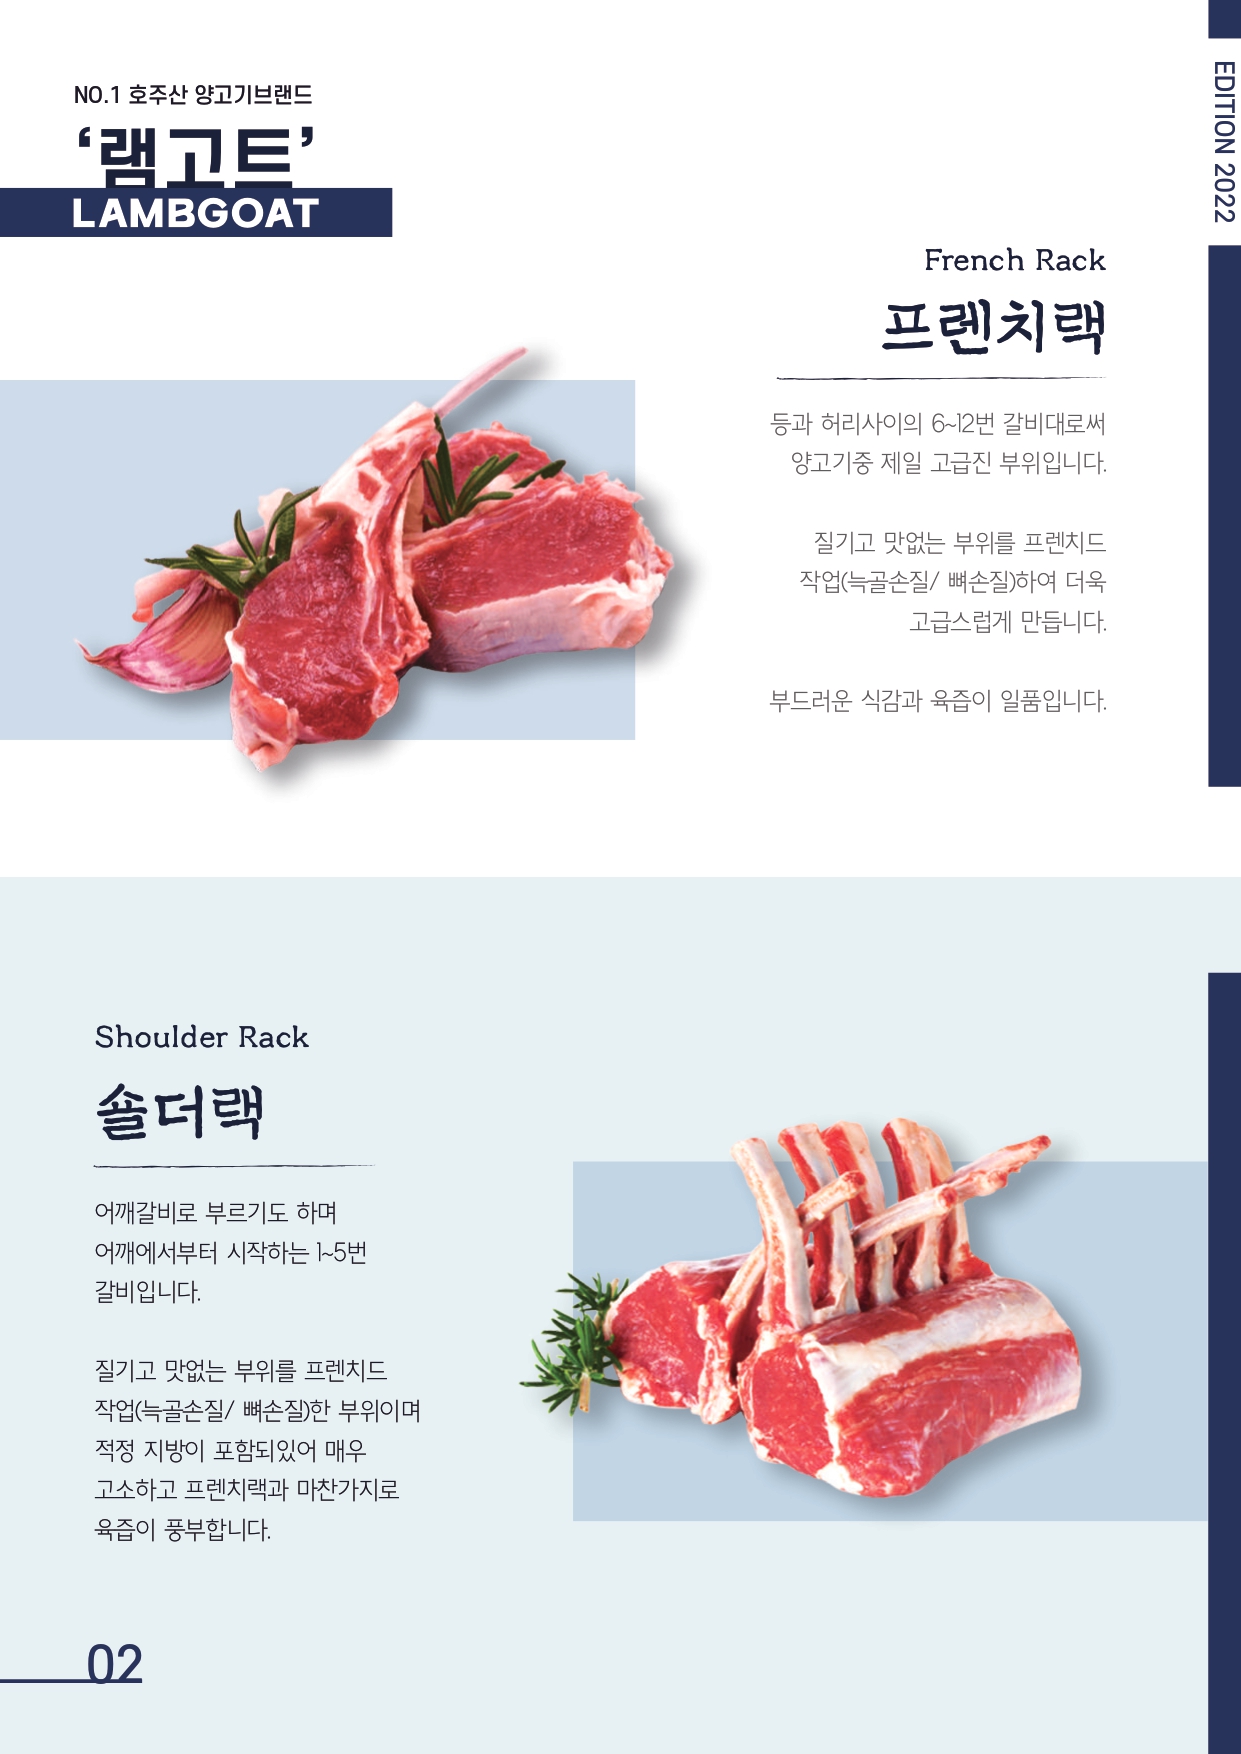 NO.1 호주산 양고기브랜드
‘램고트’
LAMBGOAT
EDITION 2022
French Rack
프렌치랙
등과 허리사이의 6~12번 갈비대로써
양고기중 제일 고급진 부위입니다.
질기고 맛없는 부위를 프렌치드
작업(늑골손질/ 뼈손질)하여 더욱
고급스럽게 만듭니다.
부드러운 식감과 육즙이 일품입니다.
Shoulder Rack
숄더랙
어깨갈비로 부르기도 하며
어깨에서부터 시작하는 1~5번
갈비입니다.
질기고 맛없는 부위를 프렌치드
작업(늑골손질/ 뼈손질)한 부위이며
적정 지방이 포함되있어 매우
고소하고 프렌치랙과 마찬가지로
육즙이 풍부합니다.
02